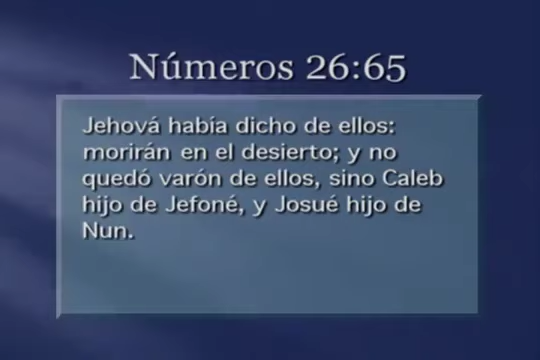 Números 26:65
Jehová había dicho de ellos:
morirán en el desierto; y no
quedó varón de ellos, sino Caleb
hijo de Jefoné, y Josué hijo de
Nun.